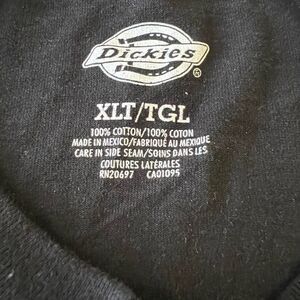 Dickies
®
XLT/TGL
100% COTTON/100% COTON
MADE IN MEXICO/FABRIQUÉ AU MEXIQUE
CARE IN SIDE SEAM/SOINS DANS LES
COUTURES LATÉRALES
RN20697 CA01095